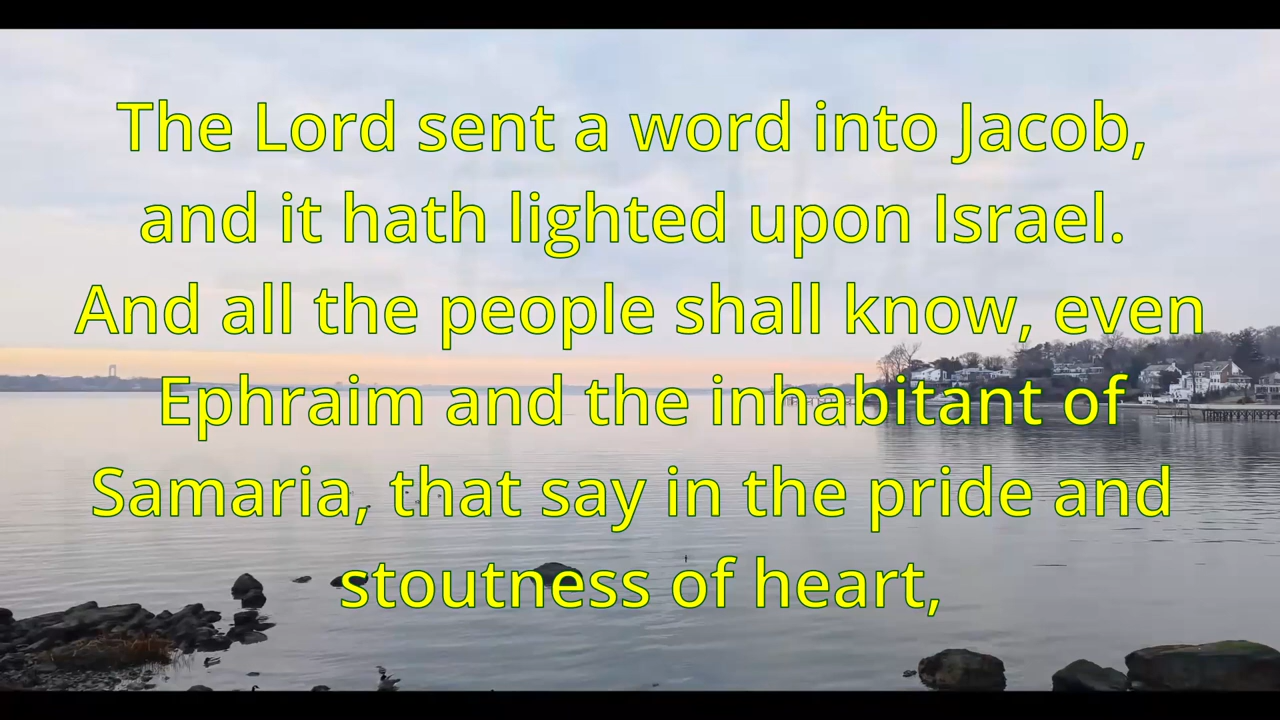 The Lord sent a word into Jacob,
and it hath lighted upon Israel.
And all the people shall know, even
Ephraim and the inhabitant of
Samaria, that say in the pride and
stoutness of heart,